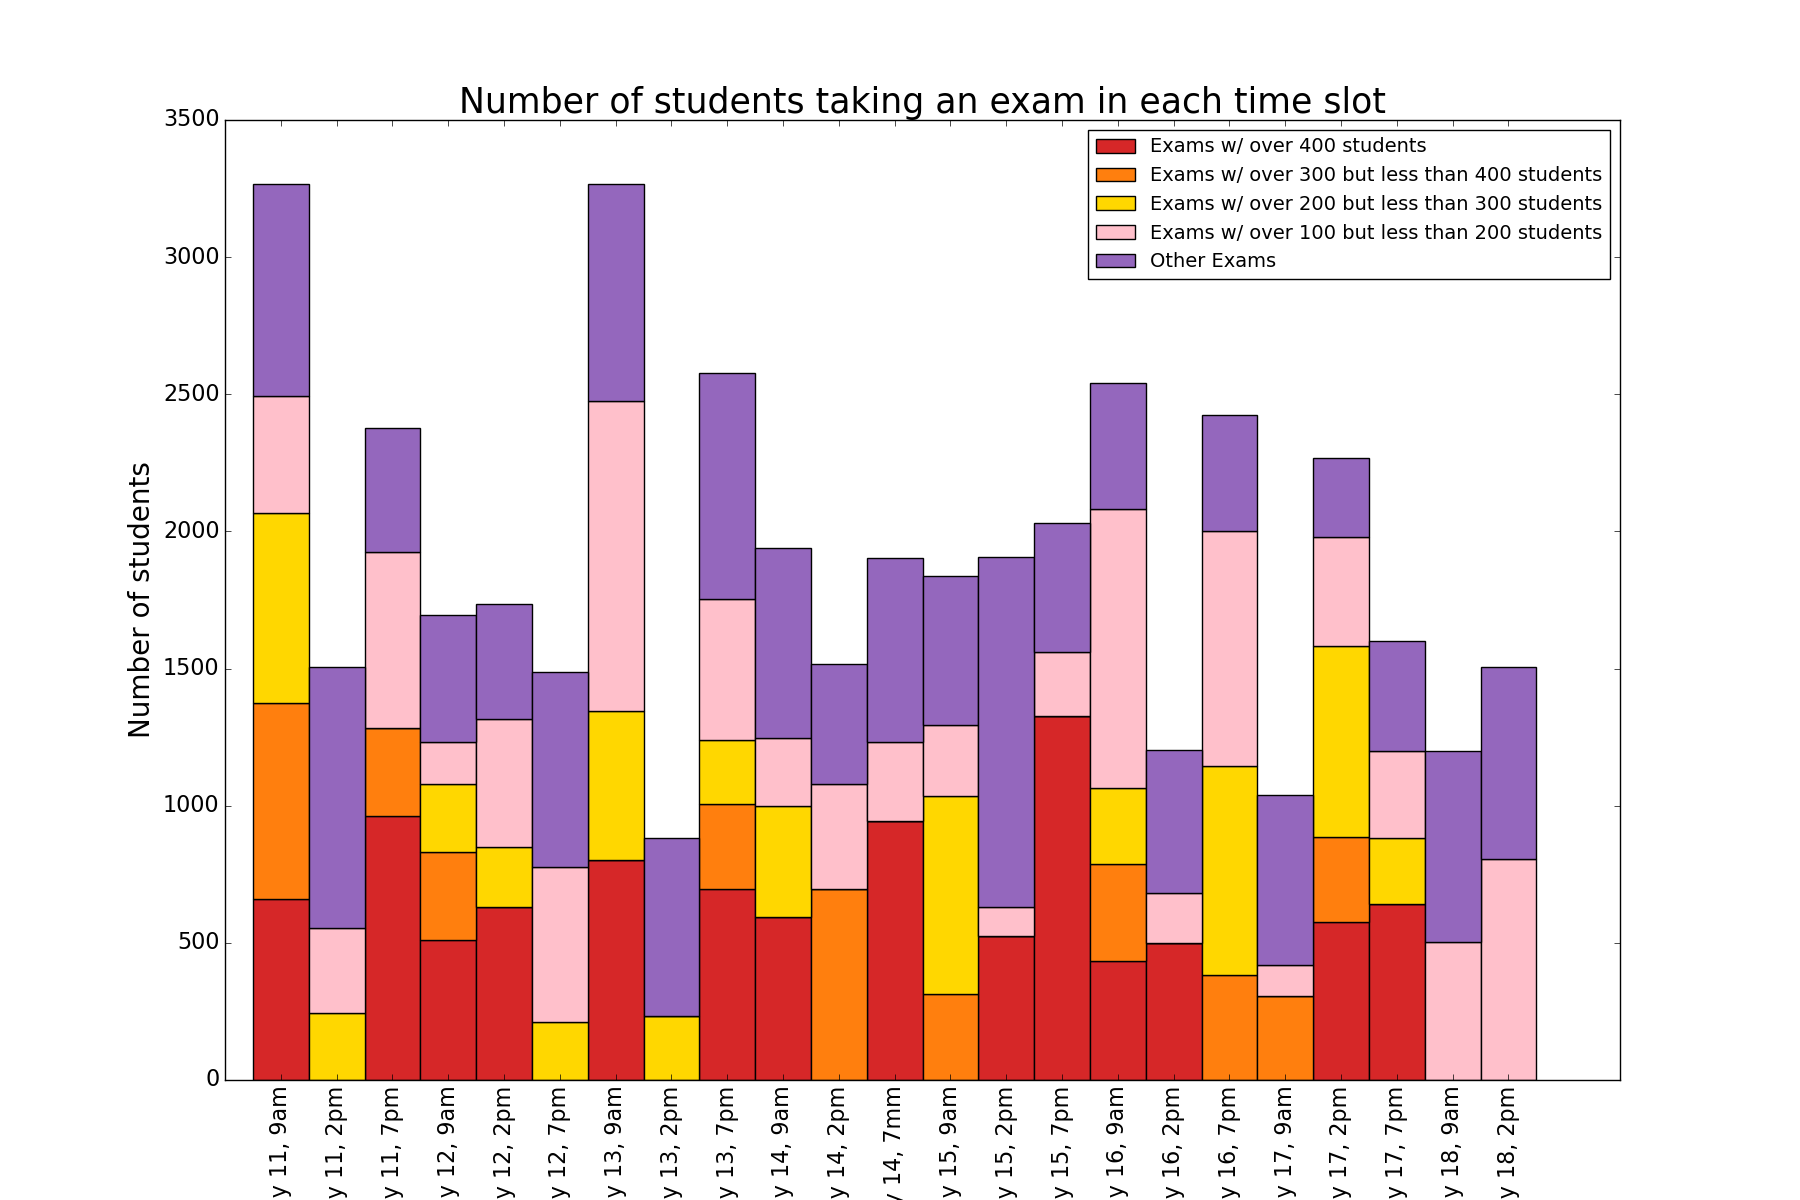 Number of students taking an exam in each time slot
Number of students
3500
3000
2500
2000
1500
1000
500
0
Exams w/ over 400 students
Exams w/ over 300 but less than 400 students
Exams w/ over 200 but less than 300 students
Exams w/ over 100 but less than 200 students
Other Exams
y 11, 9am
y 11, 2pm
y 11, 7pm
y 12, 9am
y 12, 2pm
y 12, 7pm
y 13, 9am
y 13, 2pm
y 13, 7pm
y 14, 9am
y 14, 2pm
y 14, 7mm
y 15, 9am
y 15, 2pm
y 15, 7pm
y 16, 9am
y 16, 2pm
y 16, 7pm
y 17, 9am
y 17, 2pm
y 17, 7pm
y 18, 9am
y 18, 2pm